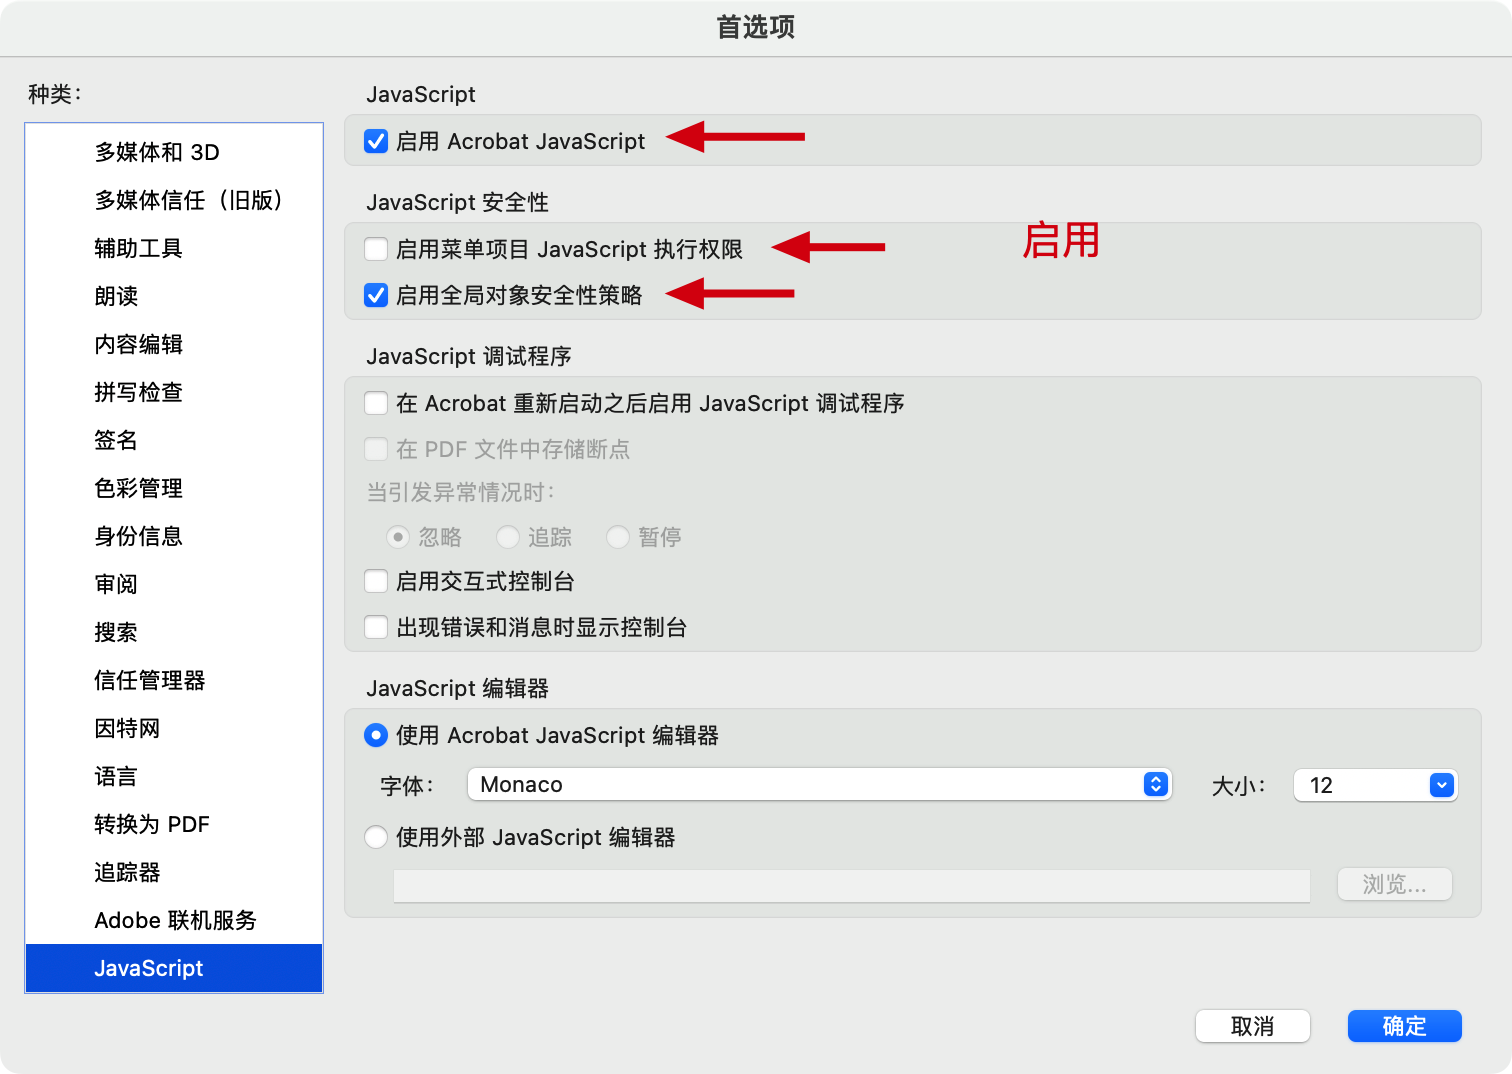 首选项
种类：
多媒体和 3D
多媒体信任（旧版）
辅助工具
朗读
内容编辑
拼写检查
签名
色彩管理
身份信息
审阅
搜索
信任管理器
因特网
语言
转换为 PDF
追踪器
Adobe 联机服务
JavaScript
JavaScript
启用 Acrobat JavaScript
JavaScript 安全性
启用菜单项目 JavaScript 执行权限
启用
启用全局对象安全性策略
JavaScript 调试程序
在 Acrobat 重新启动之后启用 JavaScript 调试程序
在 PDF 文件中存储断点
当引发异常情况时：
忽略 追踪 暂停
启用交互式控制台
出现错误和消息时显示控制台
JavaScript 编辑器
使用 Acrobat JavaScript 编辑器
字体： Monaco 大小： 12
使用外部 JavaScript 编辑器
浏览...
取消 确定